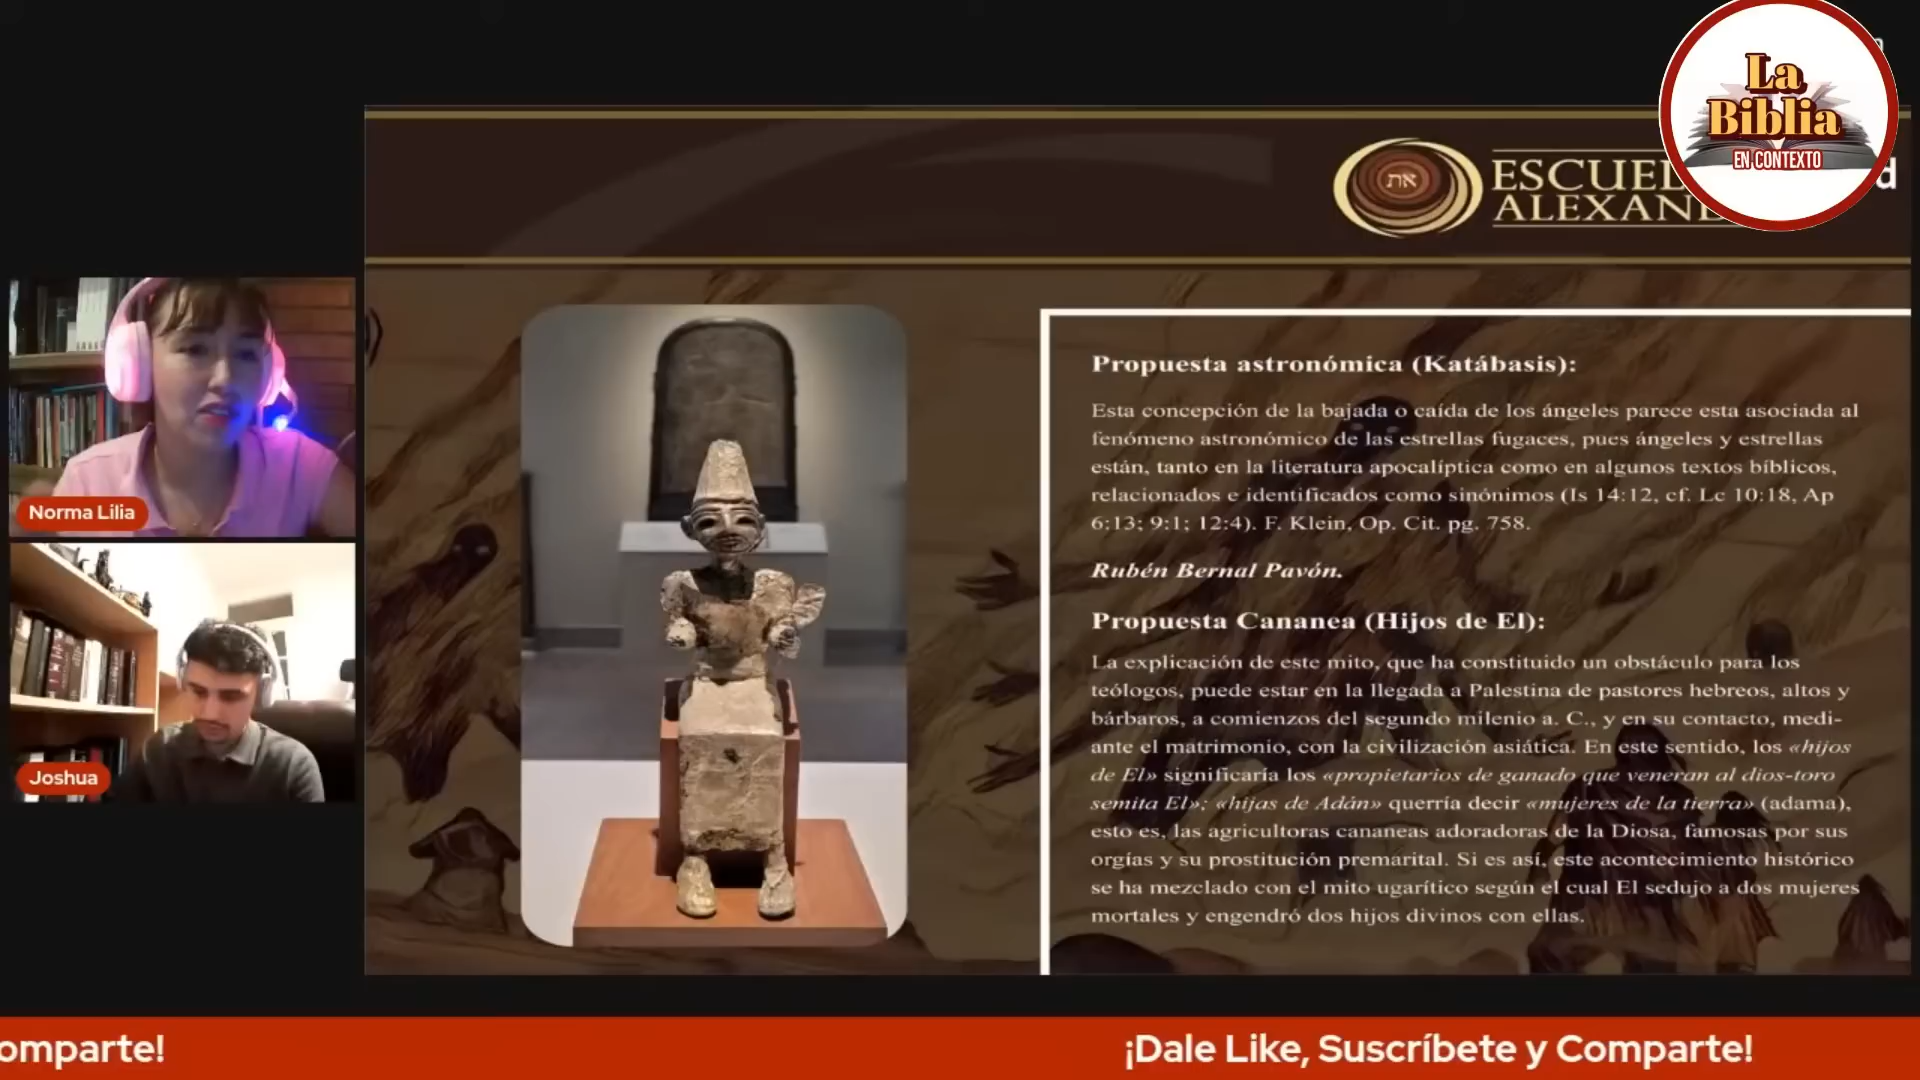 La
Biblia
EN CONTEXTO
את
ESCUEL
ALEXAN
d
Propuesta astronómica (Katábasis):
Esta concepción de la bajada o caída de los ángeles parece esta asociada al
fenómeno astronómico de las estrellas fugaces, pues ángeles y estrellas
están, tanto en la literatura apocalíptica como en algunos textos bíblicos,
relacionados e identificados como sinónimos (Is 14:12, cf. Lc 10:18, Ap
6:13; 9:1; 12:4). F. Klein, Op. Cit. pg. 758.
Rubén Bernal Pavón.
Propuesta Cananea (Hijos de El):
La explicación de este mito, que ha constituido un obstáculo para los
teólogos, puede estar en la llegada a Palestina de pastores hebreos, altos y
bárbaros, a comienzos del segundo milenio a. C., y en su contacto, medi-
ante el matrimonio, con la civilización asiática. En este sentido, los «hijos
de El» significaría los «propietarios de ganado que veneran al dios-toro
semita El»; «hijas de Adán» querría decir «mujeres de la tierra» (adama),
esto es, las agricultoras cananeas adoradoras de la Diosa, famosas por sus
orgías y su prostitución premarital. Si es así, este acontecimiento histórico
se ha mezclado con el mito ugarítico según el cual El sedujo a dos mujeres
mortales y engendró dos hijos divinos con ellas.
Norma Lilia
Joshua
omparte!
¡Dale Like, Suscríbete y Comparte!